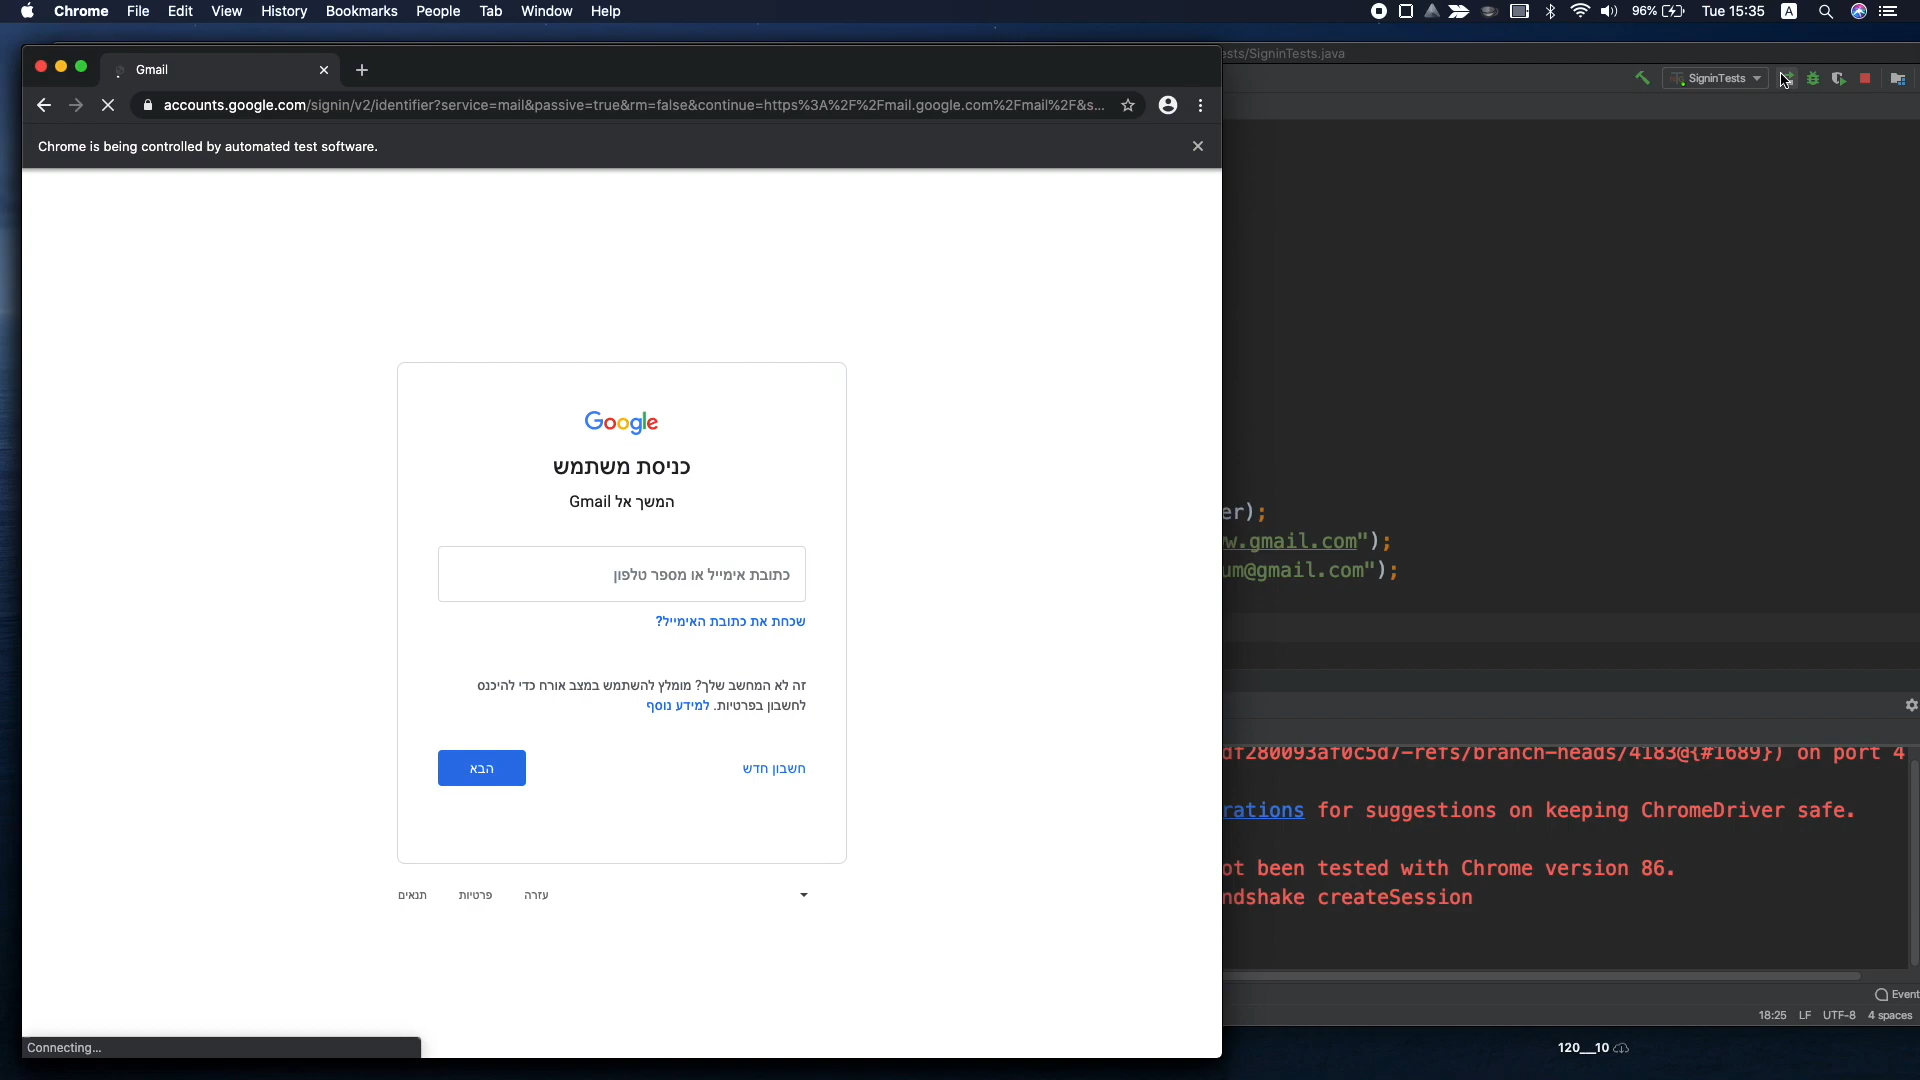 Chrome File Edit View History Bookmarks People Tab Window Help
96% Tue 15:35 A
ests/SigninTests.java
Gmail
SigninTests
accounts.google.com/signin/v2/identifier?service=mail&passive=true&rm=false&continue=https%3A%2F%2Fmail.google.com%2Fmail%2F&s...
Chrome is being controlled by automated test software.
Google
כניסת משתמש
המשך אל Gmail
כתובת אימייל או מספר טלפון
שכחת את כתובת האימייל?
זה לא המחשב שלך? מומלץ להשתמש במצב אורח כדי להיכנס
לחשבון בפרטיות. למידע נוסף
חשבון חדש
הבא
עזרה פרטיות תנאים
Connecting...
er);
w.gmail.com");
um@gmail.com");
df280093af0c5d7-refs/branch-heads/4183@{#1689}) on port 4
rations for suggestions on keeping ChromeDriver safe.
ot been tested with Chrome version 86.
ndshake createSession
Event
18:25 LF UTF-8 4 spaces
120__10